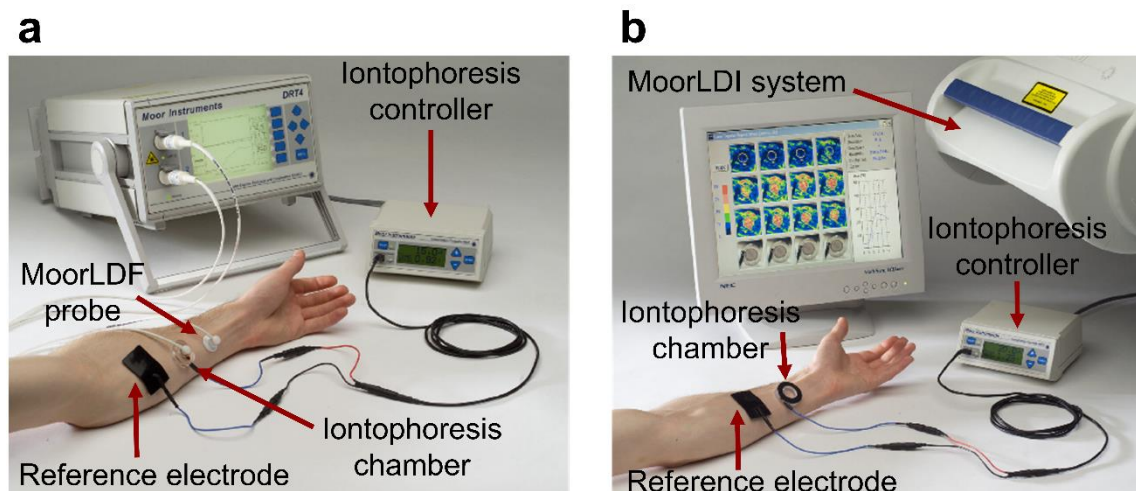 a
Iontophoresis
controller
Moor Instruments
DRT4
MoorLDF
probe
Iontophoresis
chamber
Reference electrode
b
MoorLDI system
Iontophoresis
controller
Iontophoresis
chamber
NEC
Reference electrode